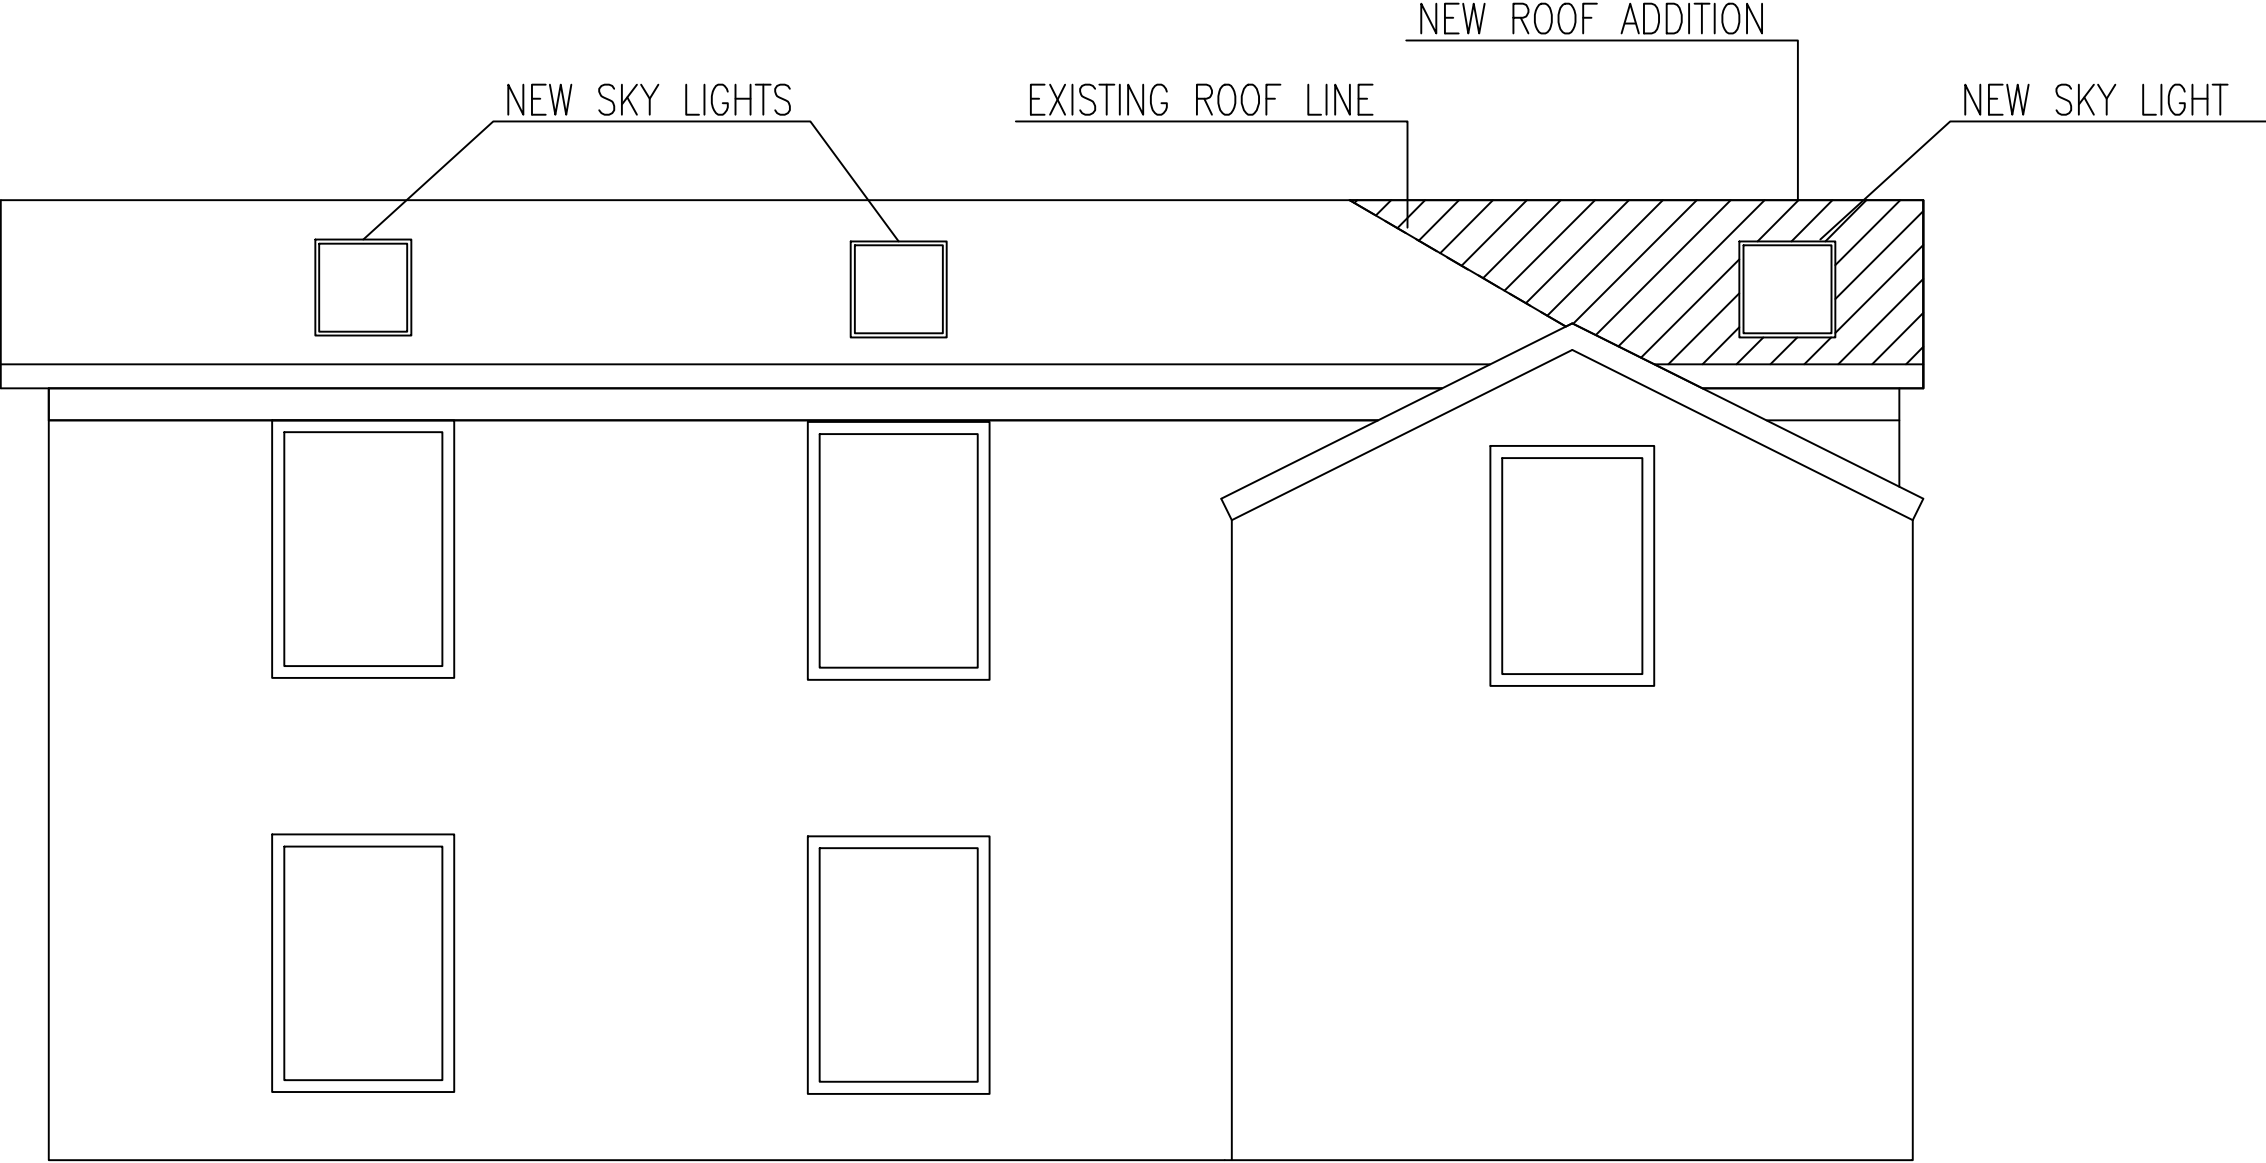 NEW ROOF ADDITION
NEW SKY LIGHTS
EXISTING ROOF LINE
NEW SKY LIGHT